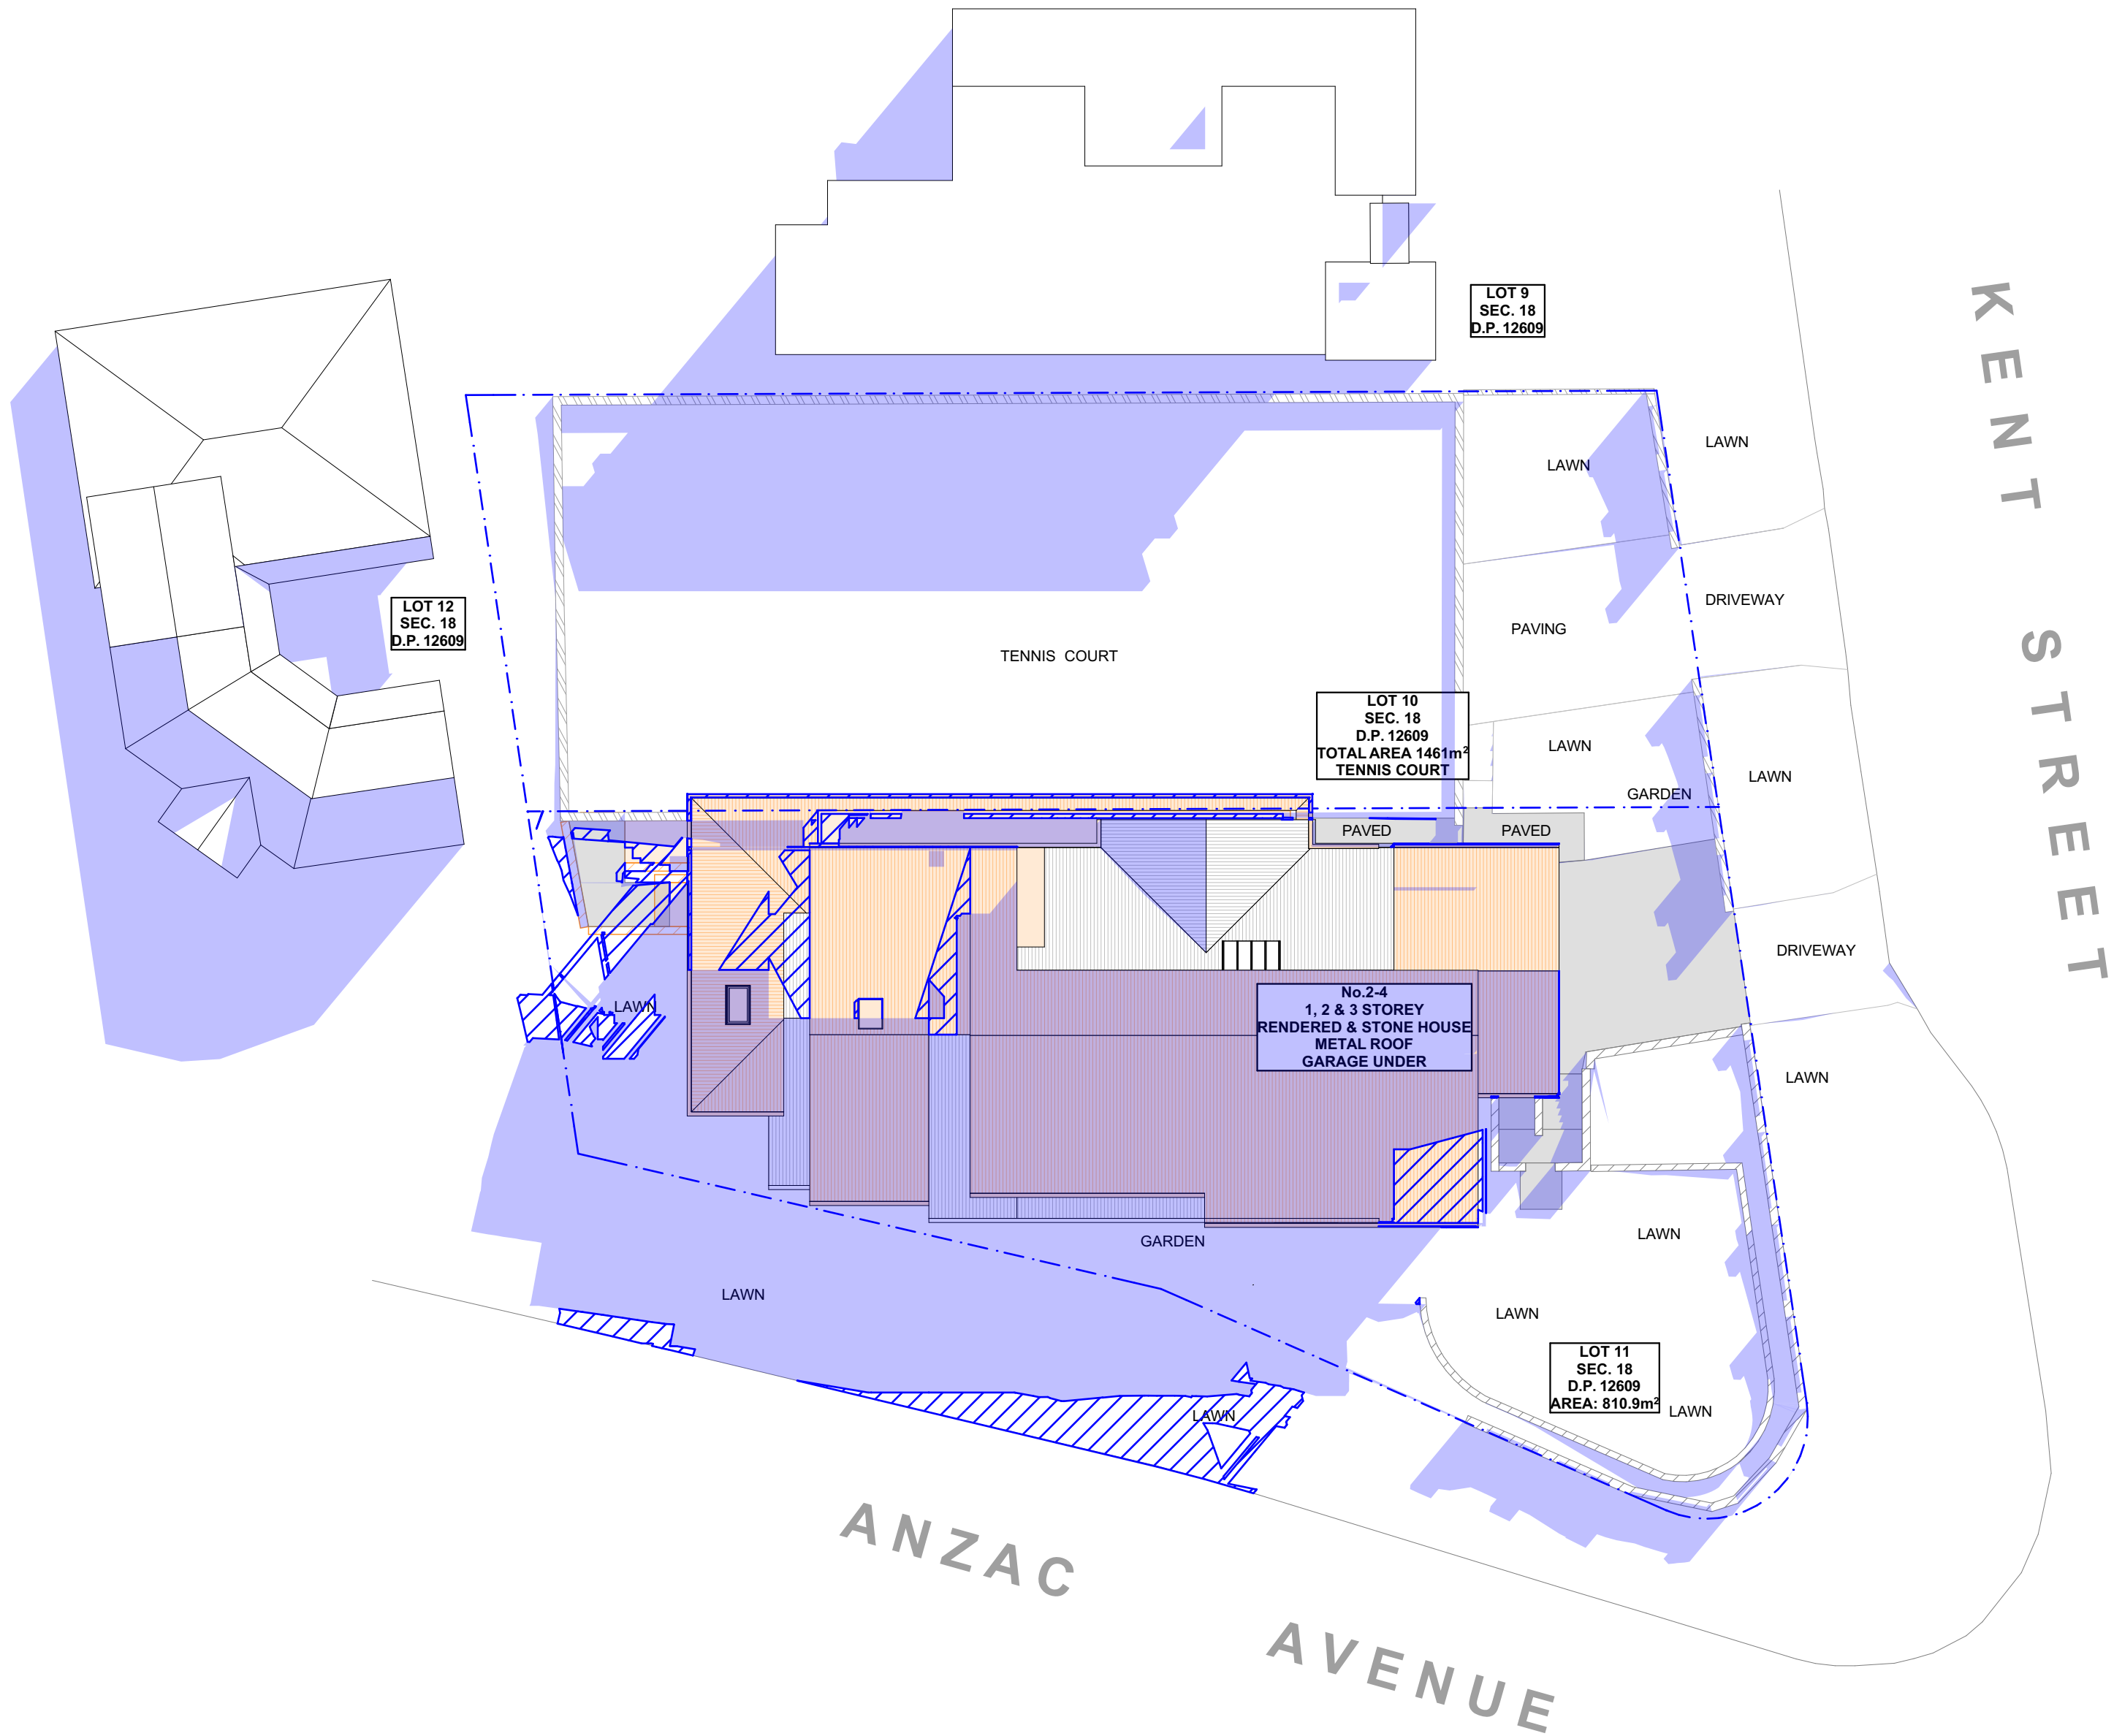 LOT 9
SEC. 18
D.P. 12609
KENT STREET
LAWN
LAWN
LOT 12
SEC. 18
D.P. 12609
DRIVEWAY
PAVING
TENNIS COURT
LOT 10
SEC. 18
D.P. 12609
TOTAL AREA 1461m²
TENNIS COURT
LAWN
LAWN
GARDEN
PAVED
PAVED
DRIVEWAY
LAWN
No.2-4
1, 2 & 3 STOREY
RENDERED & STONE HOUSE
METAL ROOF
GARAGE UNDER
LAWN
LAWN
GARDEN
LAWN
LAWN
LOT 11
SEC. 18
D.P. 12609
AREA: 810.9m²
LAWN
LAWN
ANZAC AVENUE